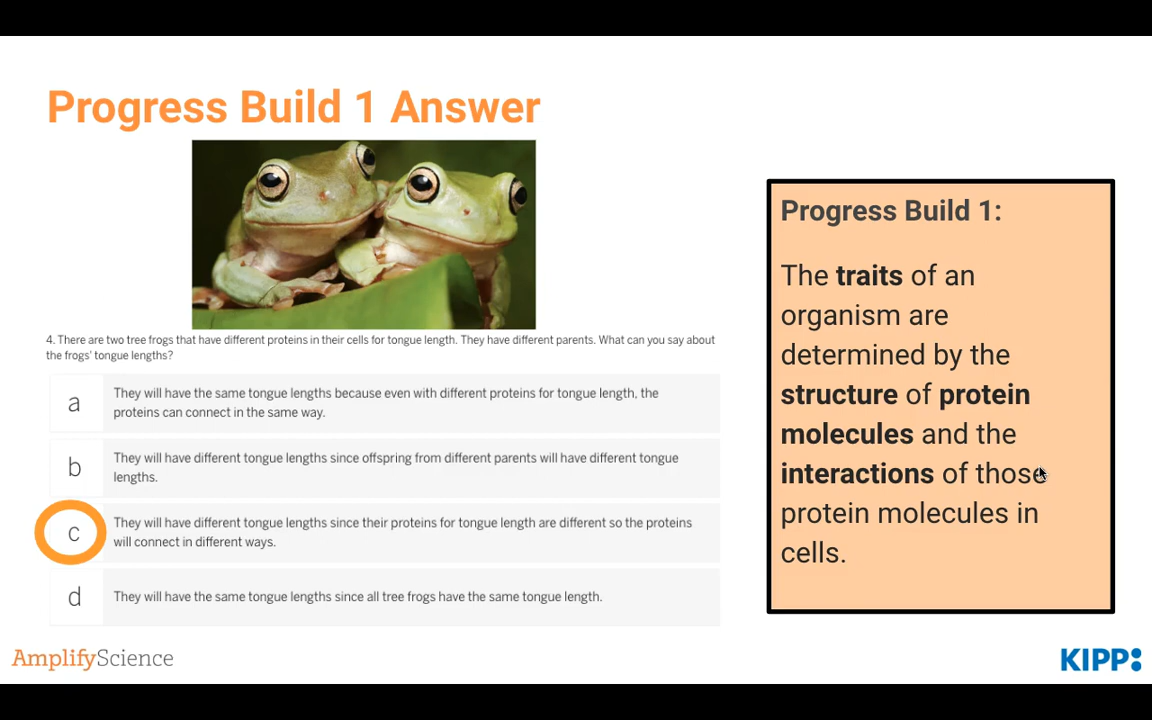 Progress Build 1 Answer
4. There are two tree frogs that have different proteins in their cells for tongue length. They have different parents. What can you say about
the frogs' tongue lengths?
a
They will have the same tongue lengths because even with different proteins for tongue length, the
proteins can connect in the same way.
b
They will have different tongue lengths since offspring from different parents will have different tongue
lengths.
c
They will have different tongue lengths since their proteins for tongue length are different so the proteins
will connect in different ways.
d
They will have the same tongue lengths since all tree frogs have the same tongue length.
Progress Build 1:
The traits of an
organism are
determined by the
structure of protein
molecules and the
interactions of those
protein molecules in
cells.
AmplifyScience
KIPP: